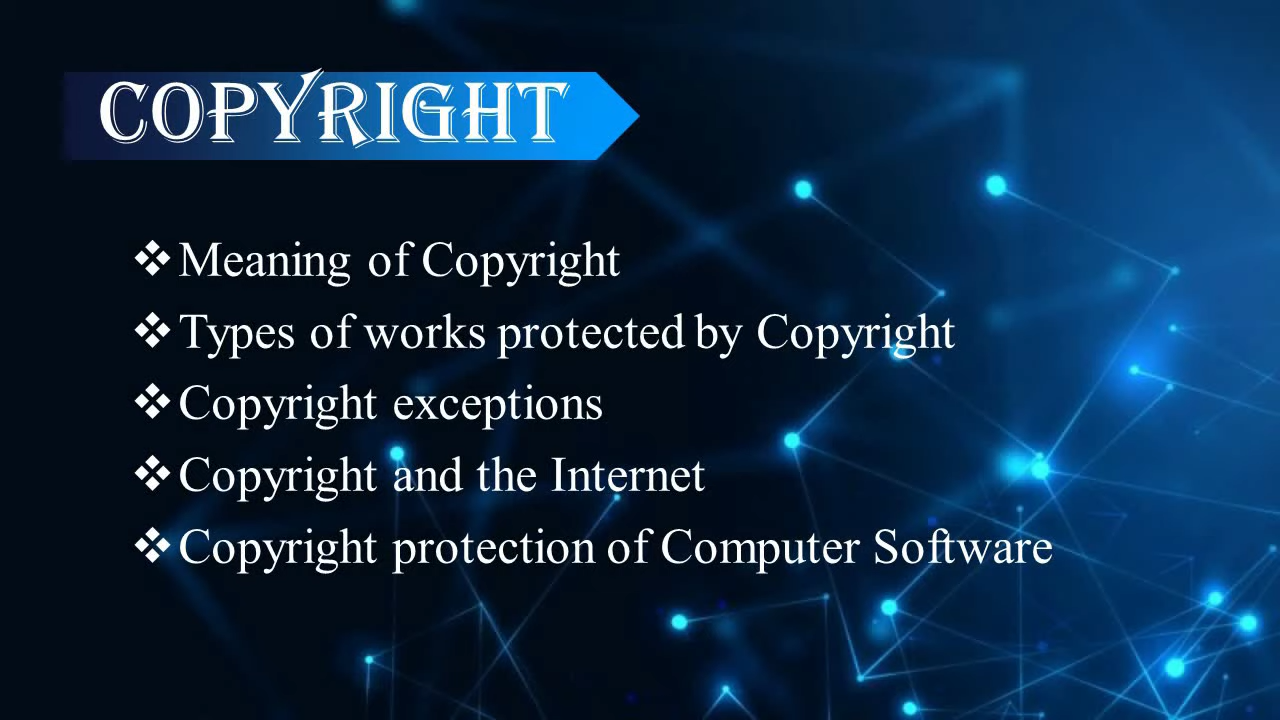 COPYRIGHT
❖Meaning of Copyright
❖Types of works protected by Copyright
❖Copyright exceptions
❖Copyright and the Internet
❖Copyright protection of Computer Software